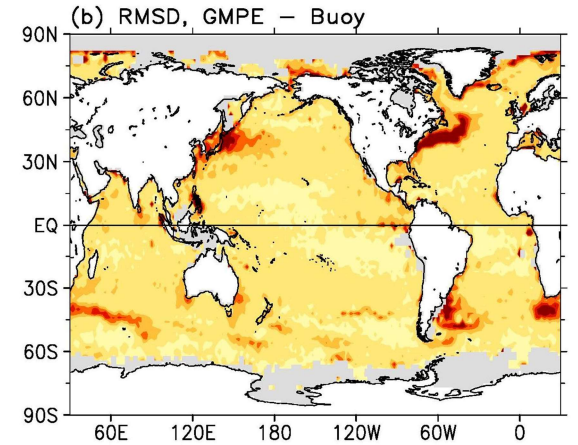 (b) RMSD, GMPE – Buoy
90N
60N
30N
EQ
30S
60S
90S
60E 120E 180 120W 60W 0